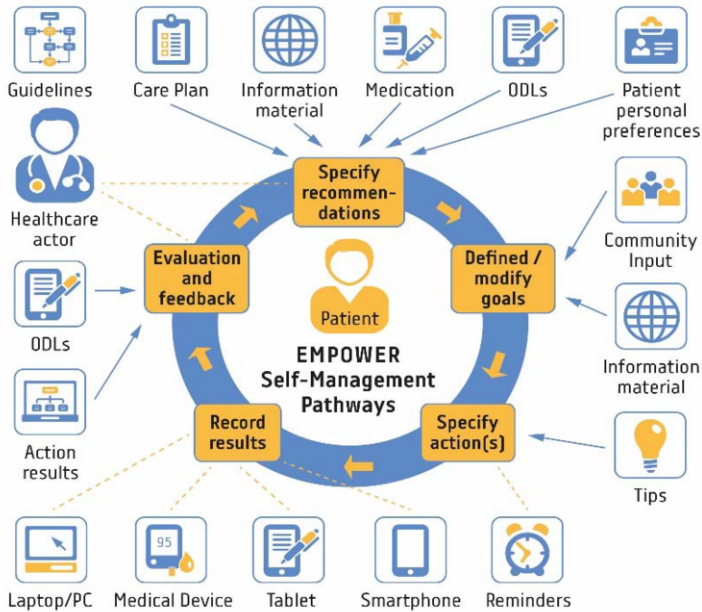 Guidelines
Care Plan
Information
material
Medication
ODLs
Patient
personal
preferences
Healthcare
actor
Specify
recommen-
dations
Community
Input
Evaluation
and
feedback
Defined /
modify
goals
ODLs
Patient
EMPOWER
Self-Management
Pathways
Information
material
Action
results
Record
results
Specify
action(s)
Tips
95
Laptop/PC
Medical Device
Tablet
Smartphone
Reminders